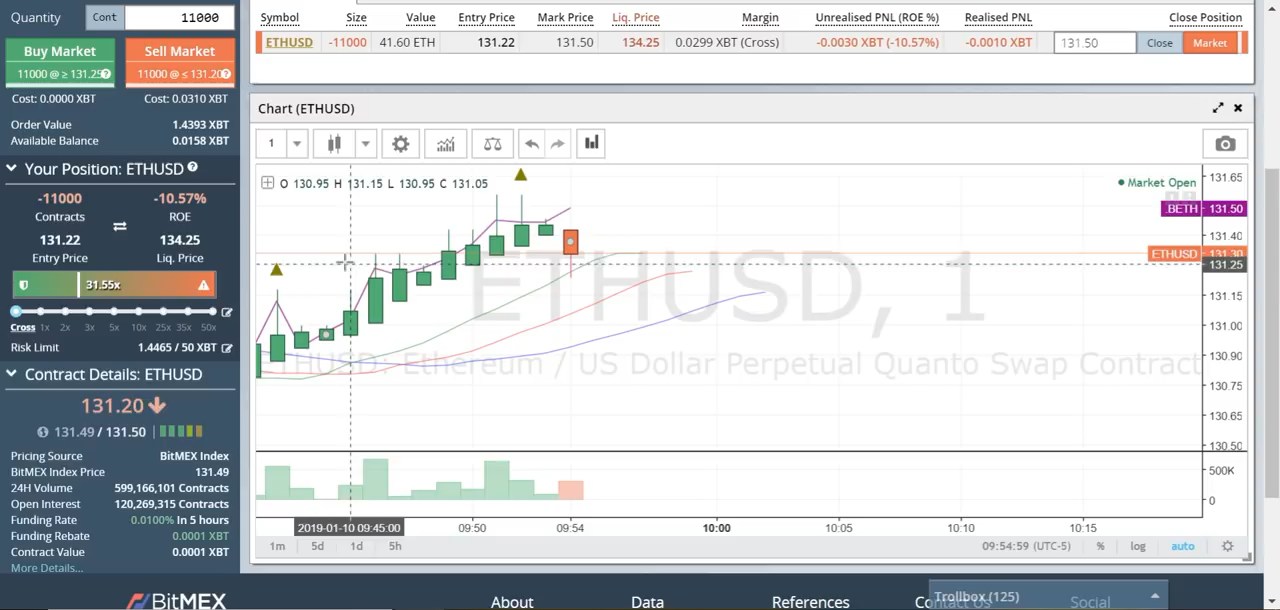 Quantity Cont 11000
Buy Market Sell Market
11000 @ ≥ 131.25 11000 @ ≤ 131.20
Cost: 0.0000 XBT Cost: 0.0310 XBT
Order Value 1.4393 XBT
Available Balance 0.0158 XBT
Your Position: ETHUSD
-11000 -10.57%
Contracts ROE
131.22 134.25
Entry Price Liq. Price
31.55x
Cross 1x 2x 3x 5x 10x 25x 35x 50x
Risk Limit 1.4465 / 50 XBT
Contract Details: ETHUSD
131.20
131.49 / 131.50
Pricing Source BitMEX Index
BitMEX Index Price 131.49
24H Volume 599,166,101 Contracts
Open Interest 120,269,315 Contracts
Funding Rate 0.0100% In 5 hours
Funding Rebate 0.0001 XBT
Contract Value 0.0001 XBT
More Details...
Symbol Size Value Entry Price Mark Price Liq. Price Margin Unrealised PNL (ROE %) Realised PNL Close Position
ETHUSD -11000 41.60 ETH 131.22 131.50 134.25 0.0299 XBT (Cross) -0.0030 XBT (-10.57%) -0.0010 XBT 131.50 Close Market
Chart (ETHUSD)
1
O 130.95 H 131.15 L 130.95 C 131.05
Market Open
131.65
BETH 131.50
131.40
ETHUSD 131.30
131.25
131.15
131.00
130.90
130.75
130.65
130.50
ETHUSD, 1
ETHUSD: Ethereum / US Dollar Perpetual Quanto Swap Contract
500K
0
2019-01-10 09:45:00 09:50 09:54 10:00 10:05 10:10 10:15
1m 5d 1d 5h 09:54:59 (UTC-5) % log auto
BitMEX About Data References Contact Us Social
Trollbox (125)